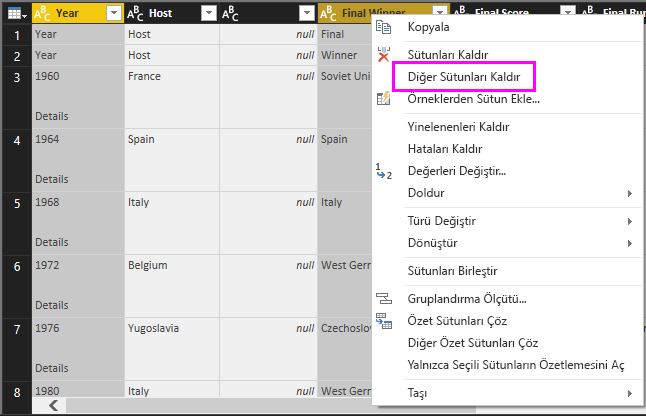 Year Host Final Winner Final Score Final Run
1 Year Host null Final
2 Year Host null Winner
3 1960 France null Soviet Uni
Details
4 1964 Spain null Spain
Details
5 1968 Italy null Italy
Details
6 1972 Belgium null West Gern
Details
7 1976 Yugoslavia null Czechoslov
Details
8 1980 Italy null West Gern
Kopyala
Sütunları Kaldır
Diğer Sütunları Kaldır
Örneklerden Sütun Ekle...
Yinelenenleri Kaldır
Hataları Kaldır
Değerleri Değiştir...
Doldur
Türü Değiştir
Dönüştür
Sütunları Birleştir
Gruplandırma Ölçütü...
Özet Sütunları Çöz
Diğer Özet Sütunları Çöz
Yalnızca Seçili Sütunların Özetlemesini Aç
Taşı